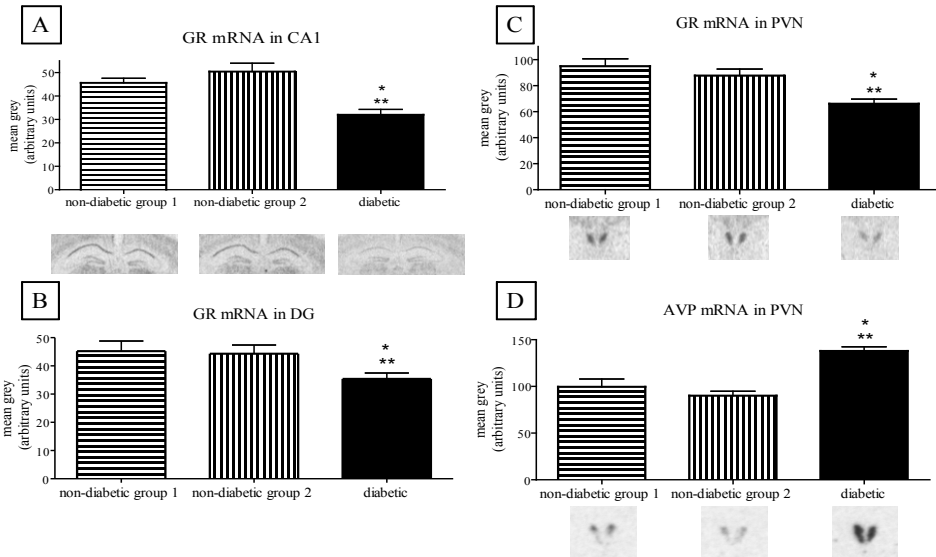 A
GR mRNA in CA1
mean grey
(arbitrary units)
50
40
30
20
10
0
*
**
non-diabetic group 1
non-diabetic group 2
diabetic
B
GR mRNA in DG
mean grey
(arbitrary units)
50
40
30
20
10
0
*
**
non-diabetic group 1
non-diabetic group 2
diabetic
C
GR mRNA in PVN
mean grey
(arbitrary units)
100
80
60
40
20
0
*
**
non-diabetic group 1
non-diabetic group 2
diabetic
D
AVP mRNA in PVN
mean grey
(arbitrary units)
150
100
50
0
*
**
non-diabetic group 1
non-diabetic group 2
diabetic